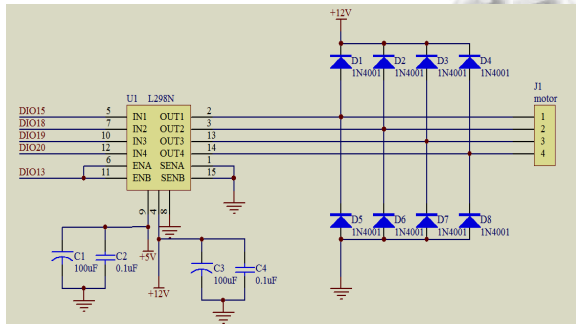 +12V
D1 D2 D3 D4
1N4001 1N4001 1N4001 1N4001
J1
motor
U1 L298N
DIO15 5 IN1 OUT1 2 1
DIO18 7 IN2 OUT2 3 2
DIO19 10 IN3 OUT3 13 3
DIO20 12 IN4 OUT4 14 4
6 ENA SENA 1
DIO13 11 ENB SENB 15
9 4 8
D5 D6 D7 D8
1N4001 1N4001 1N4001 1N4001
C1 C2 +5V
100uF 0.1uF
C3 C4
100uF 0.1uF
+12V